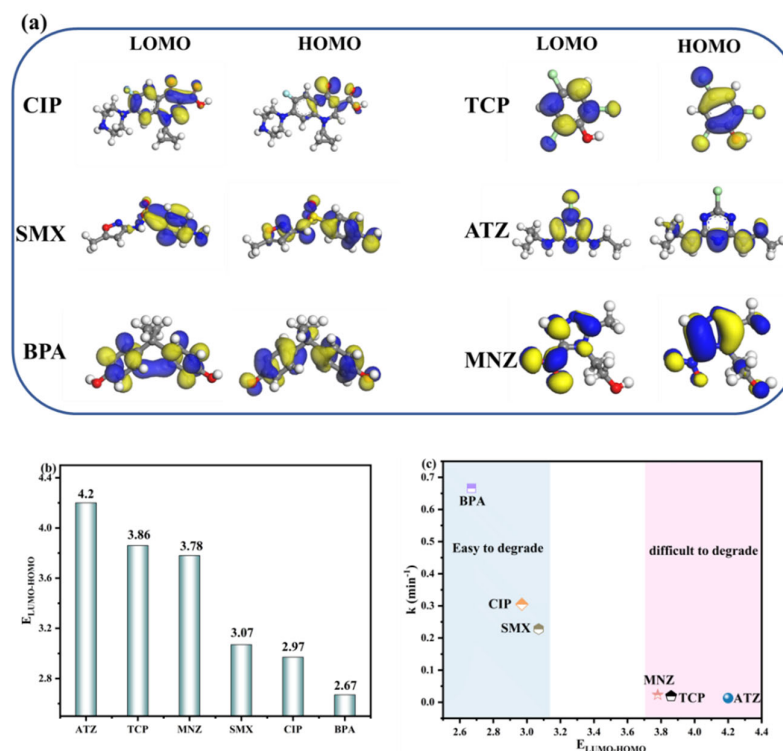 (a)
LOMO HOMO LOMO HOMO
CIP TCP
SMX ATZ
BPA MNZ
(b)
4.4
4.0
3.6
3.2
2.8
E LUMO-HOMO
4.2
3.86
3.78
3.07
2.97
2.67
ATZ TCP MNZ SMX CIP BPA
(c)
0.7
0.6
0.5
0.4
0.3
0.2
0.1
0.0
k (min⁻¹)
BPA
Easy to degrade
difficult to degrade
CIP
SMX
MNZ
TCP
ATZ
2.6 2.8 3.0 3.2 3.4 3.6 3.8 4.0 4.2 4.4
E LUMO-HOMO